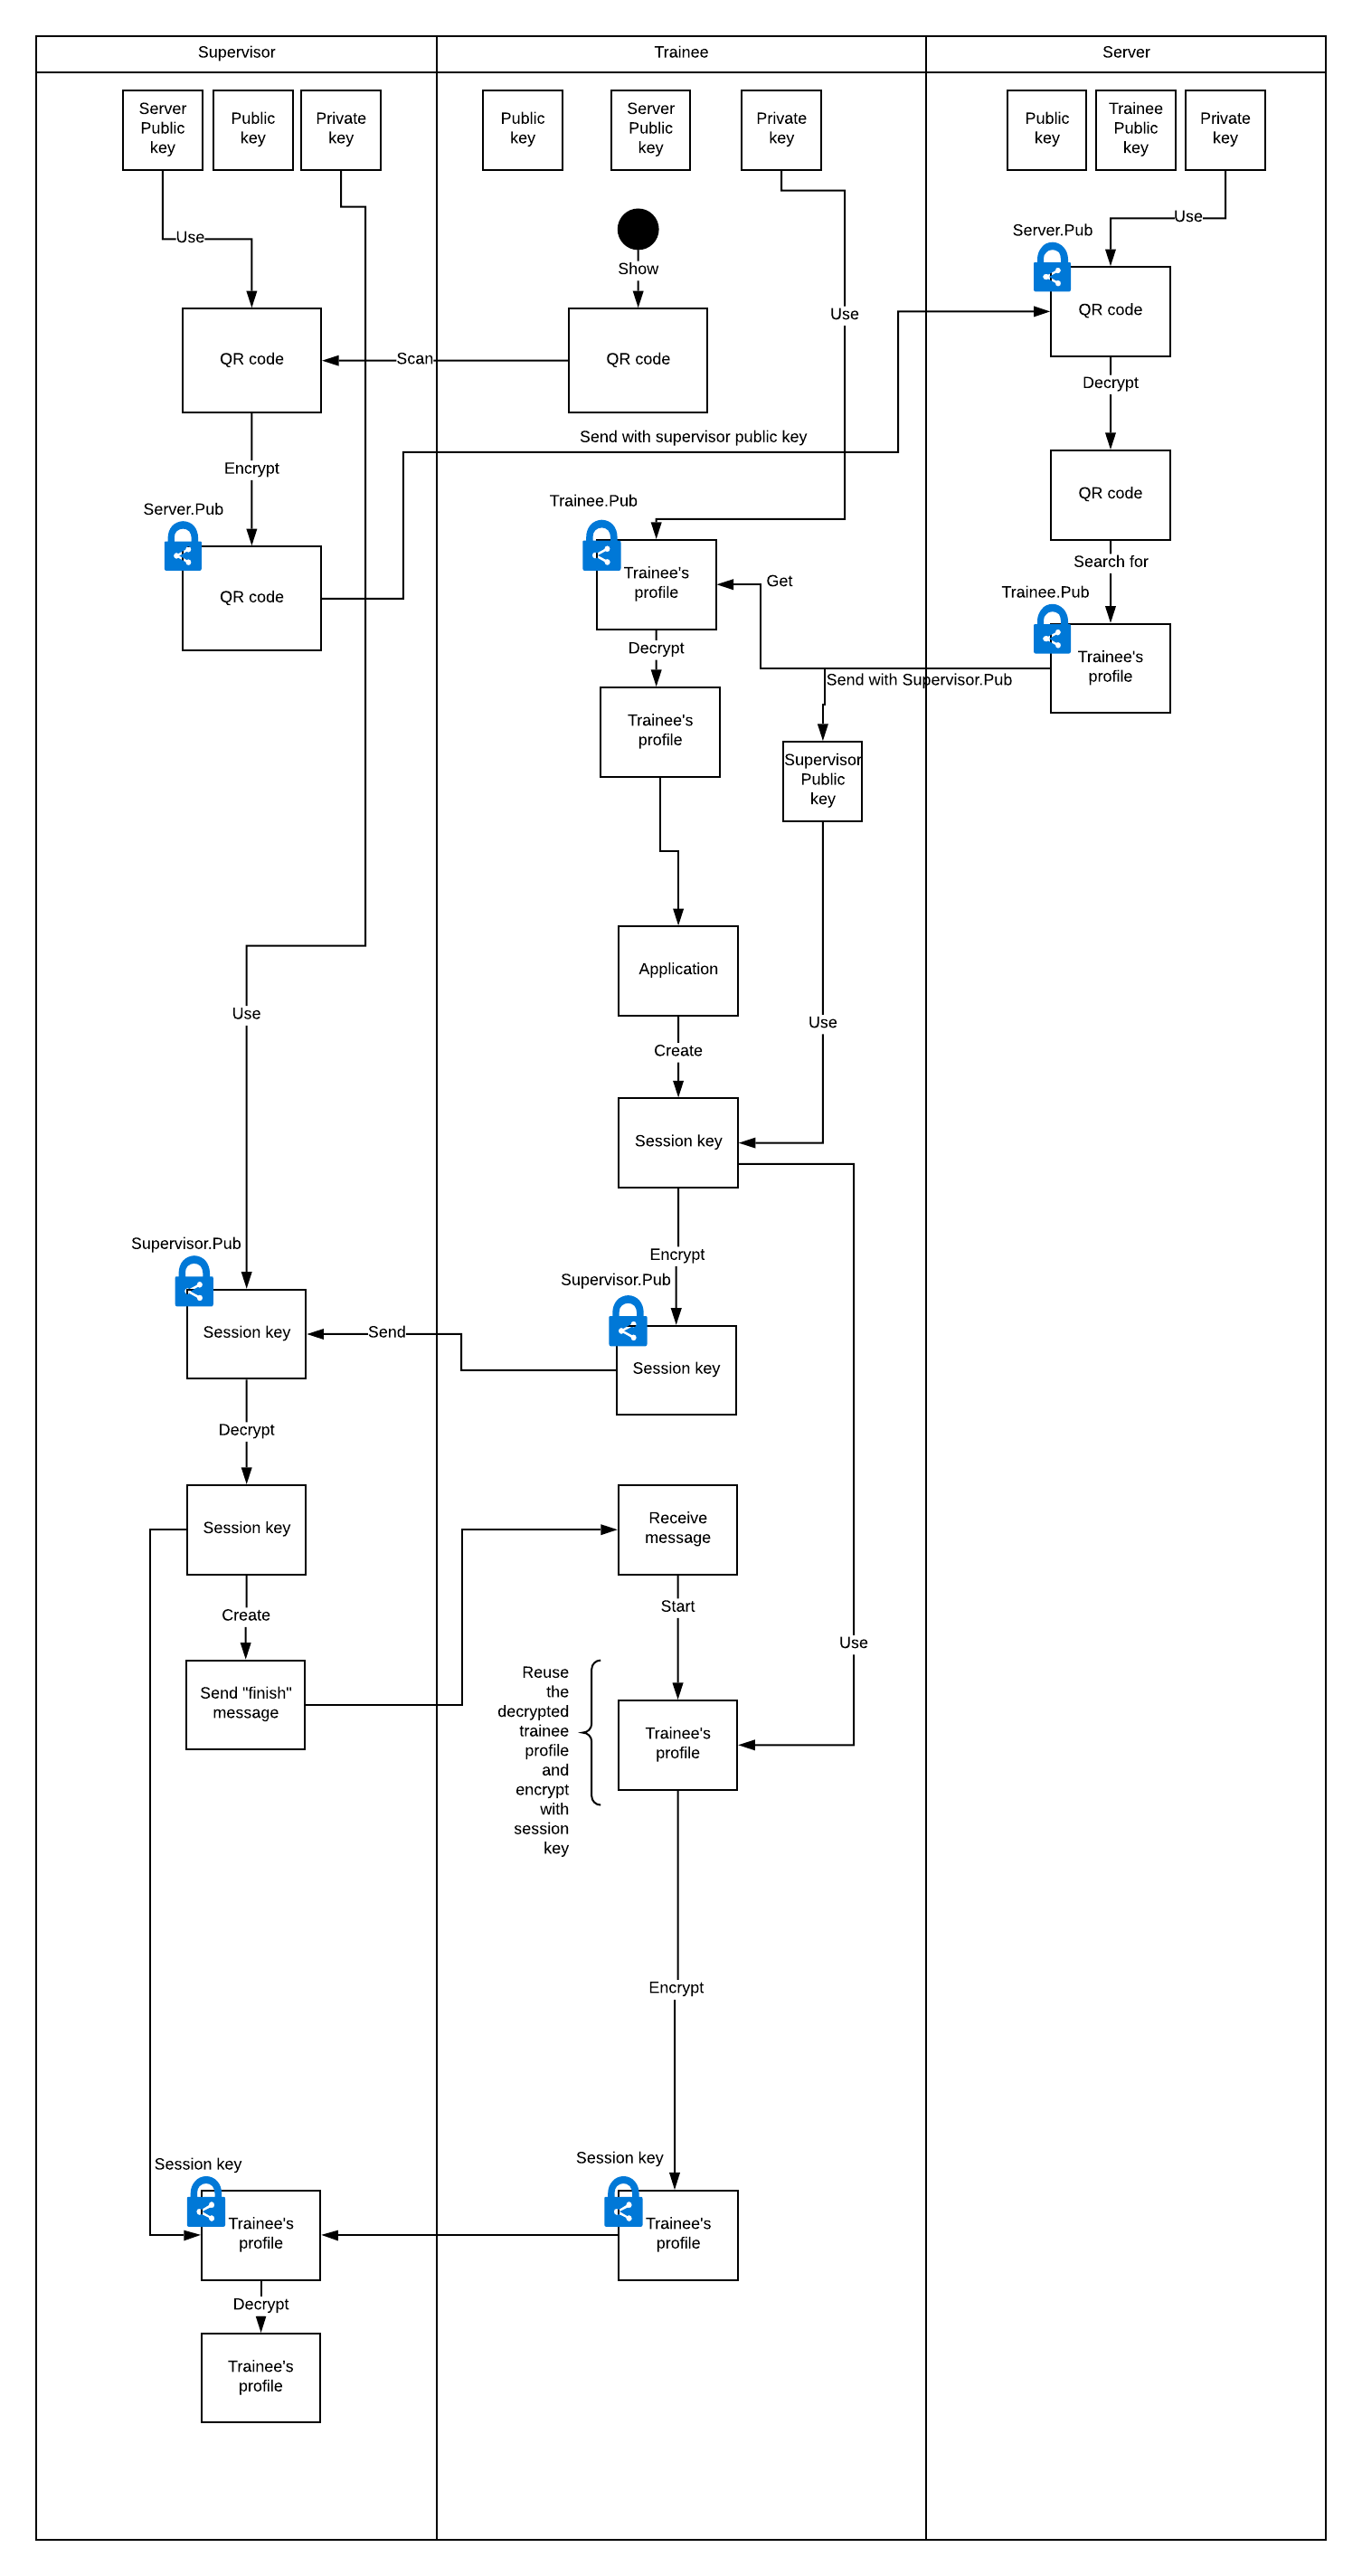 Supervisor
Trainee
Server
Server
Public
key
Public
key
Private
key
Public
key
Server
Public
key
Private
key
Public
key
Trainee
Public
key
Private
key
Use
Use
Server.Pub
Show
Use
QR code
QR code
Scan
QR code
Decrypt
Send with supervisor public key
Encrypt
QR code
Server.Pub
Trainee.Pub
QR code
Search for
Trainee's
profile
Get
Trainee.Pub
Decrypt
Trainee's
profile
Send with Supervisor.Pub
Trainee's
profile
Supervisor
Public
key
Application
Use
Use
Create
Session key
Supervisor.Pub
Encrypt
Supervisor.Pub
Session key
Send
Session key
Decrypt
Session key
Receive
message
Create
Start
Use
Send "finish"
message
Reuse
the
decrypted
trainee
profile
and
encrypt
with
session
key
Trainee's
profile
Encrypt
Session key
Session key
Trainee's
profile
Trainee's
profile
Decrypt
Trainee's
profile